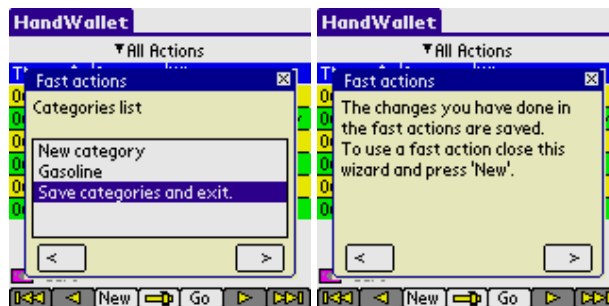 HandWallet
All Actions
Fast actions
Categories list
New category
Gasoline
Save categories and exit.
<
>
New
Go
HandWallet
All Actions
Fast actions
The changes you have done in
the fast actions are saved.
To use a fast action close this
wizard and press 'New'.
<
>
New
Go